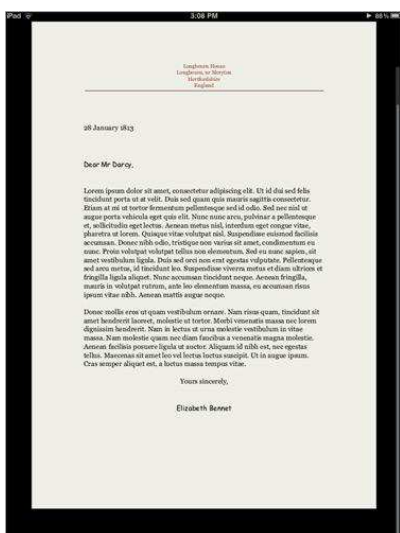 iPad
3:08 PM
86%
Longbourn House
Longbourn, nr Meryton
Hertfordshire
England
28 January 1813
Dear Mr Darcy,
Lorem ipsum dolor sit amet, consectetur adipiscing elit. Ut id dui sed felis
tincidunt porta ut at velit. Duis sed quam quis mauris sagittis consectetur.
Etiam at mi ut tortor fermentum pellentesque sed id odio. Sed nec nisl ut
augue porta vehicula eget quis elit. Nunc nunc arcu, pulvinar a pellentesque
et, sollicitudin eget lectus. Aenean metus nisl, interdum eget congue vitae,
pharetra ut lorem. Quisque vitae volutpat nisl. Suspendisse euismod facilisis
accumsan. Donec nibh odio, tristique non varius sit amet, condimentum eu
nunc. Proin volutpat volutpat tellus non elementum. Sed eu nunc sapien, sit
amet vestibulum ligula. Duis sed orci non erat egestas vulputate. Pellentesque
sed arcu metus, id tincidunt leo. Suspendisse viverra metus et diam ultrices et
fringilla ligula aliquet. Nunc accumsan tincidunt neque. Aenean fringilla,
mauris in volutpat rutrum, ante leo elementum massa, eu accumsan risus
ipsum vitae nibh. Aenean mattis augue neque.
Donec mollis eros ut quam vestibulum ornare. Nam risus quam, tincidunt sit
amet hendrerit laoreet, molestie ut tortor. Morbi venenatis massa nec lorem
dignissim hendrerit. Nam in lectus ut urna molestie vestibulum in vitae
massa. Nam molestie quam nec diam faucibus a venenatis magna molestie.
Aenean facilisis posuere ligula ut auctor. Aliquam id nibh est, nec egestas
tellus. Maecenas sit amet leo vel lectus luctus suscipit. Ut in augue ipsum.
Cras semper aliquet est, a luctus massa tempus vitae.
Yours sincerely,
Elizabeth Bennet